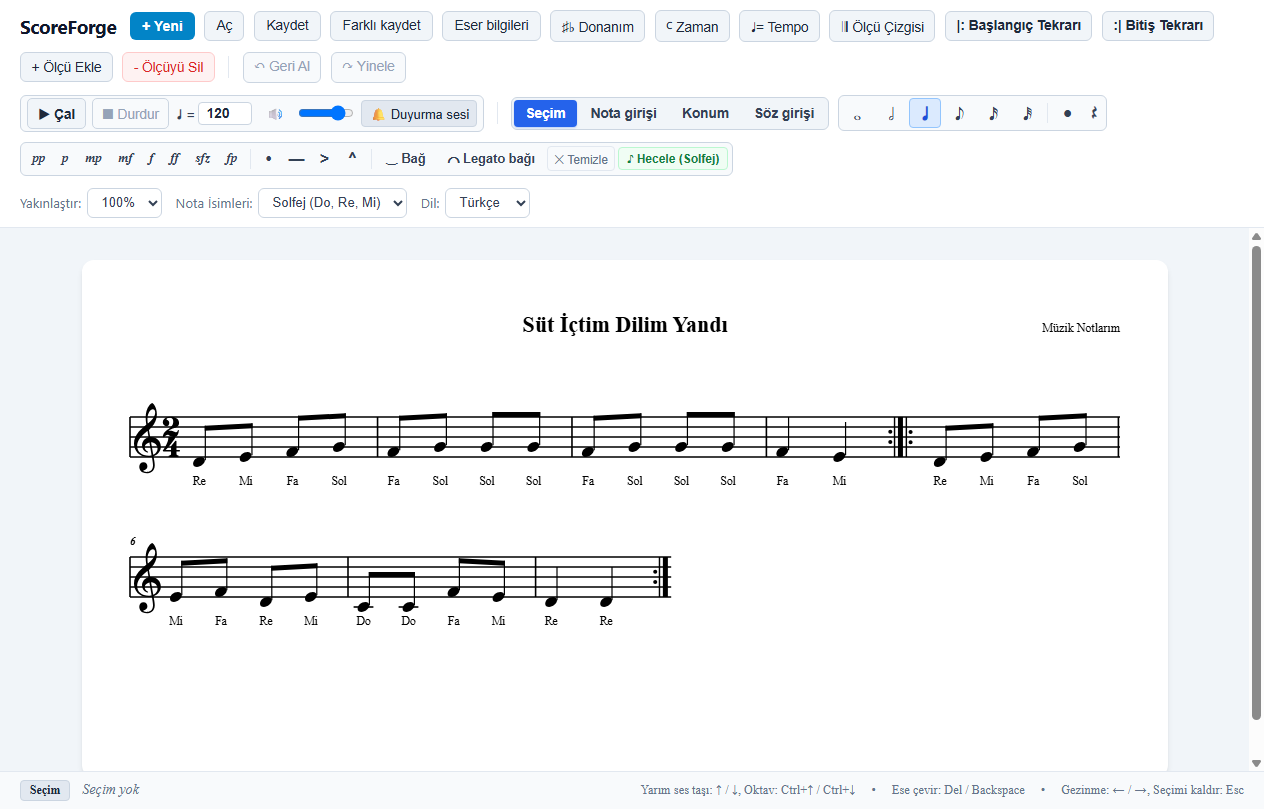 ScoreForge + Yeni Aç Kaydet Farklı kaydet Eser bilgileri ♯♭ Donanım C Zaman ♩= Tempo Ölçü Çizgisi |: Başlangıç Tekrarı :| Bitiş Tekrarı
+ Ölçü Ekle - Ölçüyü Sil ↶ Geri Al ↷ Yinele
▶ Çal ■ Durdur ♩ = 120 Duyurma sesi Seçim Nota girişi Konum Söz girişi
pp p mp mf f ff sfz fp • — > ^ Bağ Legato bağı Temizle ♪ Hecele (Solfej)
Yakınlaştır: 100% Nota İsimleri: Solfej (Do, Re, Mi) Dil: Türkçe
Süt İçtim Dilim Yandı
Müzik Notlarım
2
4
Re Mi Fa Sol Fa Sol Sol Sol Fa Sol Sol Sol Fa Mi Re Mi Fa Sol
6
Mi Fa Re Mi Do Do Fa Mi Re Re
Seçim Seçim yok Yarım ses taşı: ↑ / ↓, Oktav: Ctrl+↑ / Ctrl+↓ • Ese çevir: Del / Backspace • Gezinme: ← / →, Seçimi kaldır: Esc